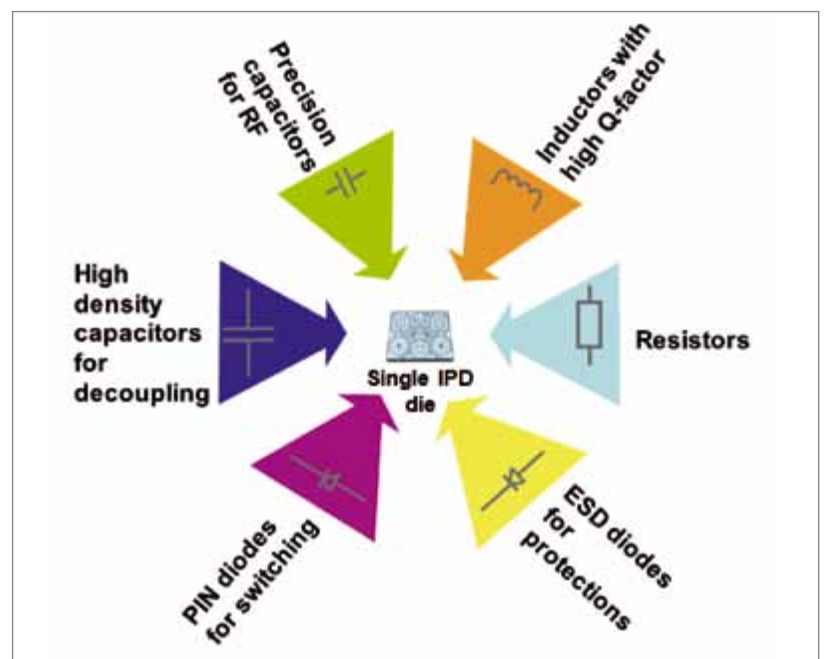 Precision
capacitors
for RF
Inductors with
high Q-factor
High
density
capacitors
for
decoupling
Resistors
Single IPD
die
PIN diodes
for switching
ESD diodes
for
protections